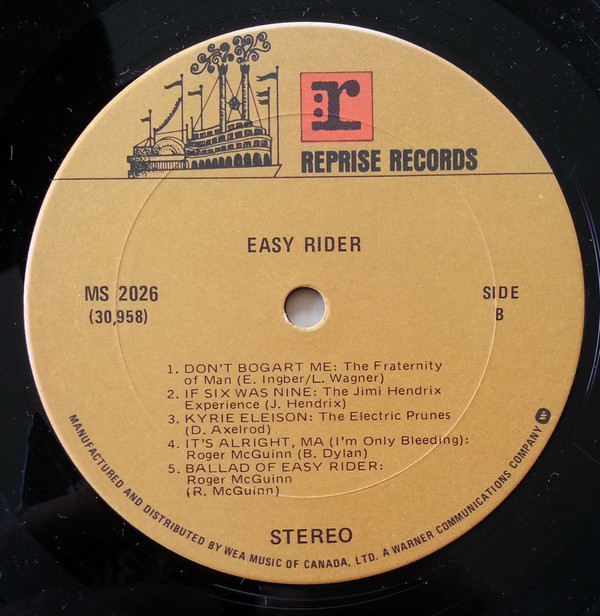 r
REPRISE RECORDS
EASY RIDER
MS 2026
(30,958)
SIDE
B
1. DON'T BOGART ME: The Fraternity
of Man (E. Ingber/L. Wagner)
2. IF SIX WAS NINE: The Jimi Hendrix
Experience (J. Hendrix)
3. KYRIE ELEISON: The Electric Prunes
(D. Axelrod)
4. IT'S ALRIGHT, MA (I'm Only Bleeding):
Roger McGuinn (B. Dylan)
5. BALLAD OF EASY RIDER:
Roger McGuinn
(R. McGuinn)
STEREO
MANUFACTURED AND DISTRIBUTED BY WEA MUSIC OF CANADA, LTD. A WARNER COMMUNICATIONS COMPANY